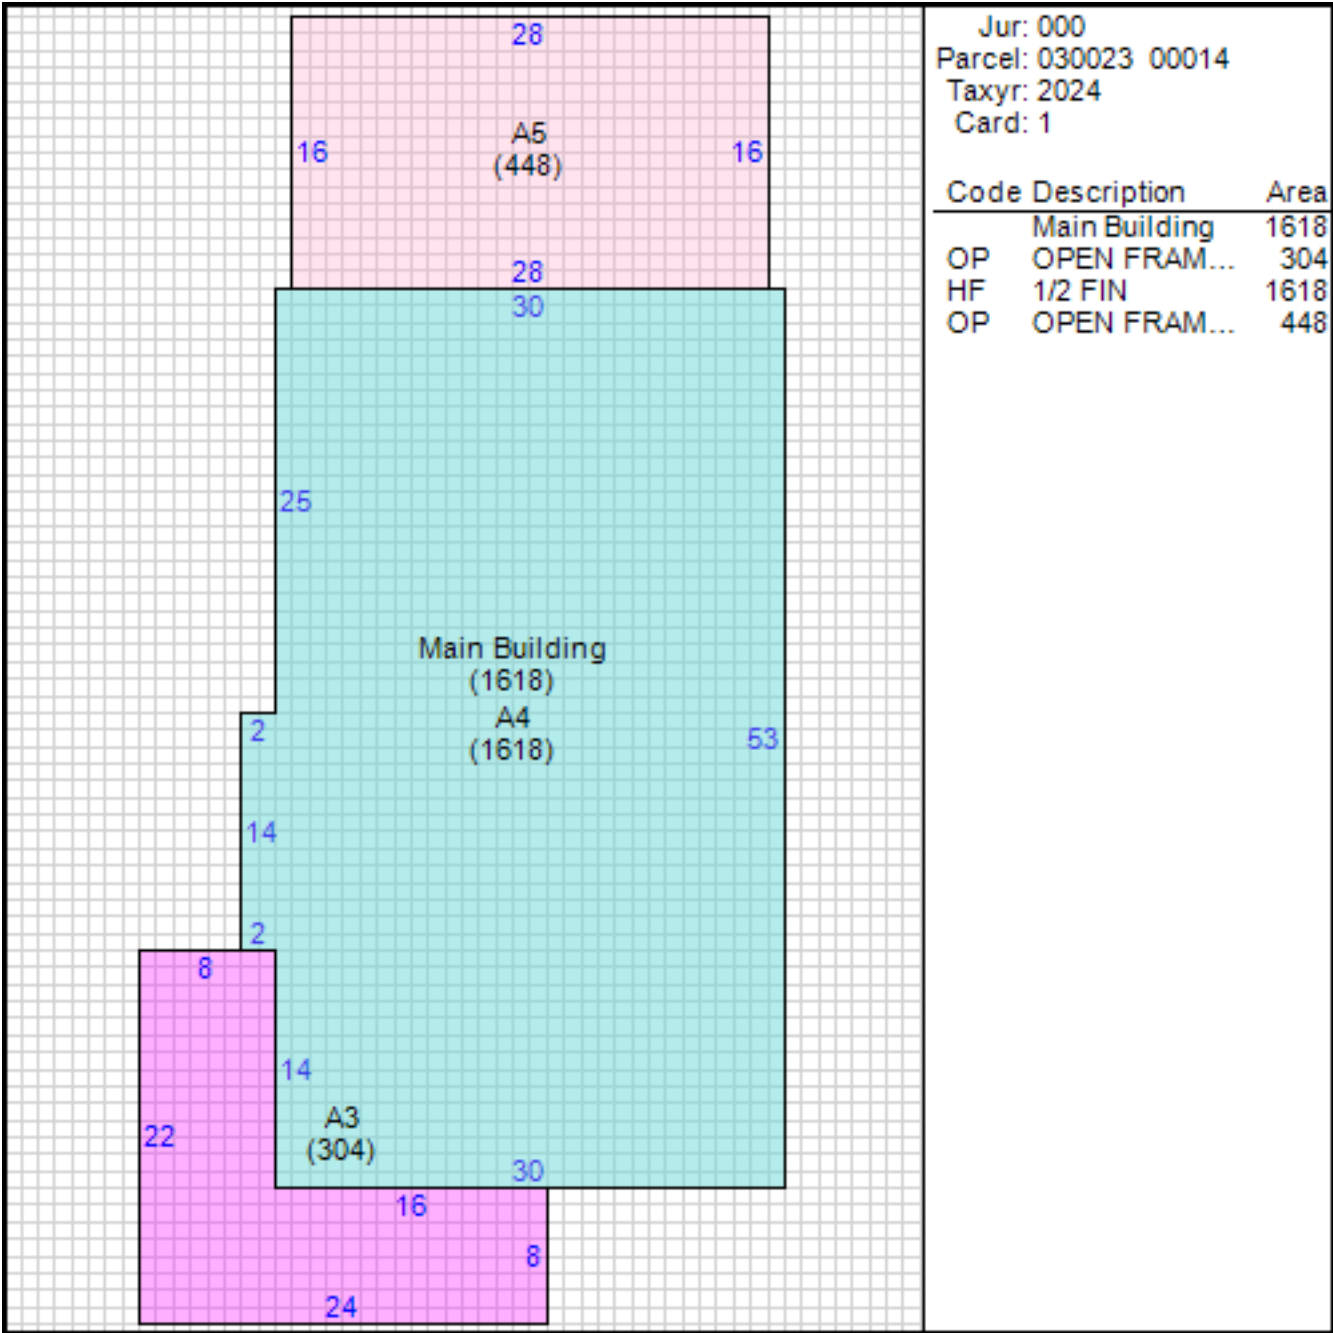 28
A5
(448)
16
16
28
30
25
Main Building
(1618)
A4
(1618)
53
2
14
2
8
14
A3
(304)
22
30
16
8
24
Jur: 000
Parcel: 030023 00014
Taxyr: 2024
Card: 1
Code Description Area
Main Building 1618
OP OPEN FRAM... 304
HF 1/2 FIN 1618
OP OPEN FRAM... 448